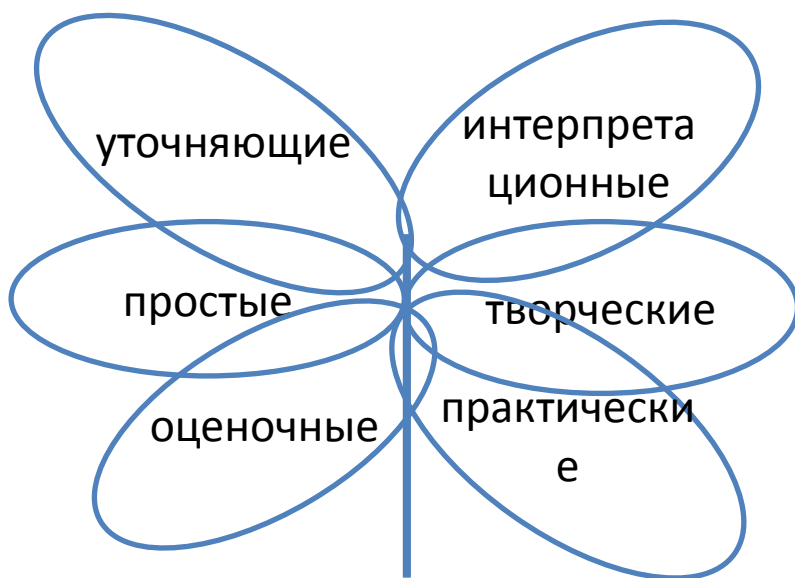 уточняющие
интерпрета
ционные
простые
творческие
оценочные
практически
е